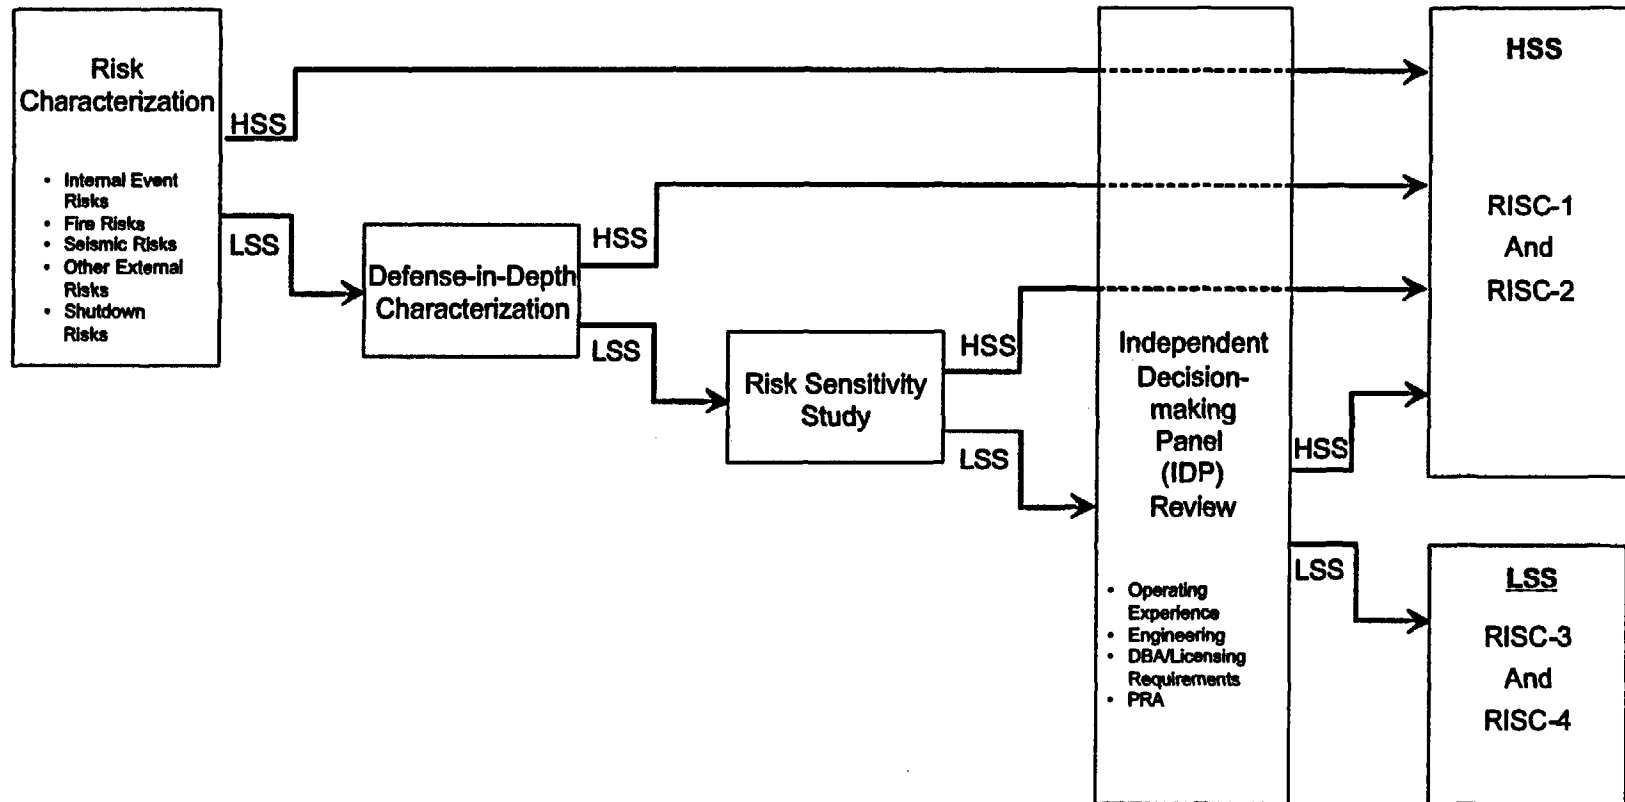 Risk
Characterization
• Internal Event
Risks
• Fire Risks
• Seismic Risks
• Other External
Risks
• Shutdown
Risks
HSS
LSS
Defense-in-Depth
Characterization
HSS
LSS
Risk Sensitivity
Study
HSS
LSS
Independent
Decision-
making
Panel
(IDP)
Review
• Operating
Experience
• Engineering
• DBA/Licensing
Requirements
• PRA
HSS
LSS
HSS
RISC-1
And
RISC-2
LSS
RISC-3
And
RISC-4